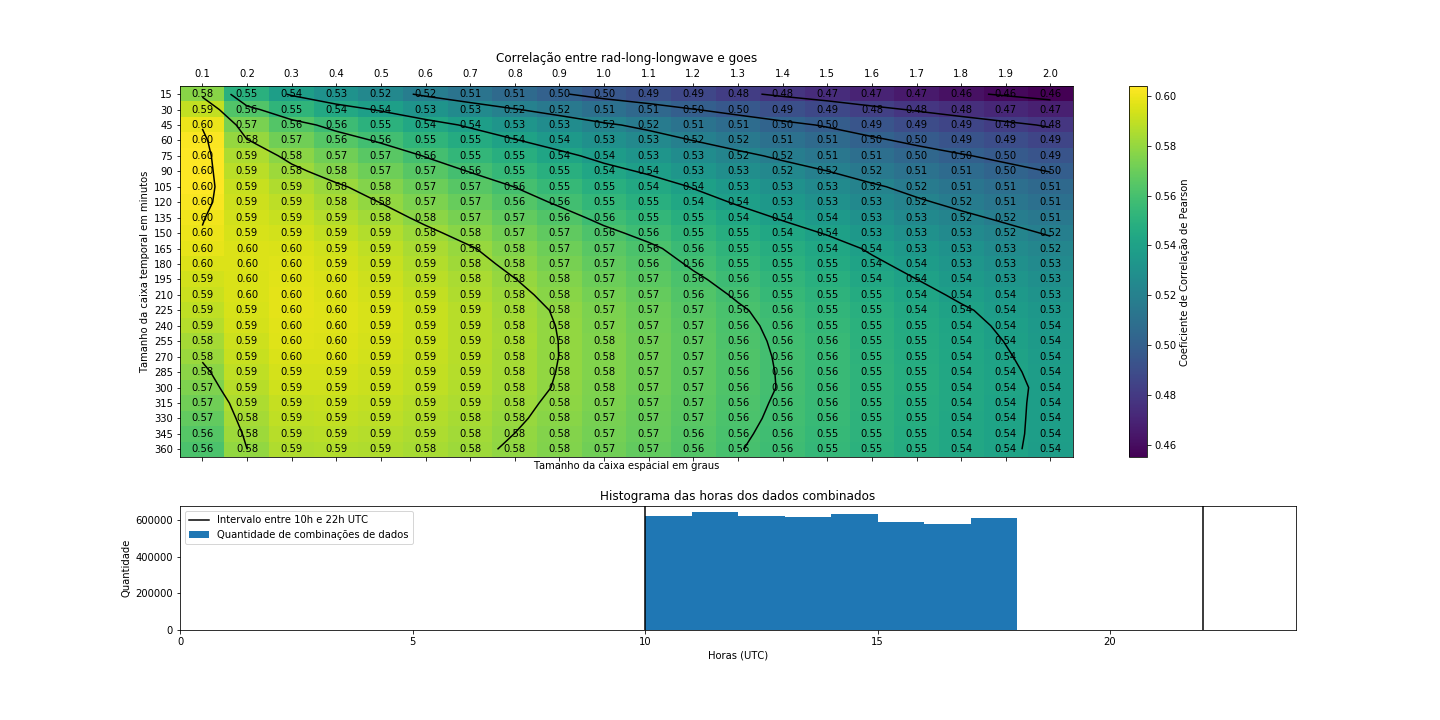 Correlação entre rad-long-longwave e goes
0.1 0.2 0.3 0.4 0.5 0.6 0.7 0.8 0.9 1.0 1.1 1.2 1.3 1.4 1.5 1.6 1.7 1.8 1.9 2.0
15 0.58 0.55 0.54 0.53 0.52 0.52 0.51 0.51 0.50 0.50 0.49 0.49 0.48 0.48 0.47 0.47 0.47 0.46 0.46 0.46
30 0.59 0.56 0.55 0.54 0.54 0.53 0.53 0.52 0.52 0.51 0.51 0.50 0.50 0.49 0.49 0.48 0.48 0.48 0.47 0.47
45 0.60 0.57 0.56 0.56 0.55 0.54 0.54 0.53 0.53 0.52 0.52 0.51 0.51 0.50 0.50 0.49 0.49 0.49 0.48 0.48
60 0.60 0.58 0.57 0.56 0.56 0.55 0.55 0.54 0.54 0.53 0.53 0.52 0.52 0.51 0.51 0.50 0.50 0.49 0.49 0.49
75 0.60 0.59 0.58 0.57 0.57 0.56 0.55 0.55 0.54 0.54 0.53 0.53 0.52 0.52 0.51 0.51 0.50 0.50 0.50 0.49
90 0.60 0.59 0.58 0.58 0.57 0.57 0.56 0.55 0.55 0.54 0.54 0.53 0.53 0.52 0.52 0.52 0.51 0.51 0.50 0.50
105 0.60 0.59 0.59 0.58 0.58 0.57 0.57 0.56 0.55 0.55 0.54 0.54 0.53 0.53 0.53 0.52 0.52 0.51 0.51 0.51
120 0.60 0.59 0.59 0.58 0.58 0.57 0.57 0.56 0.56 0.55 0.55 0.54 0.54 0.53 0.53 0.53 0.52 0.52 0.51 0.51
135 0.60 0.59 0.59 0.59 0.58 0.58 0.57 0.57 0.56 0.56 0.55 0.55 0.54 0.54 0.54 0.53 0.53 0.52 0.52 0.51
150 0.60 0.59 0.59 0.59 0.59 0.58 0.58 0.57 0.57 0.56 0.56 0.55 0.55 0.54 0.54 0.53 0.53 0.53 0.52 0.52
165 0.60 0.60 0.59 0.59 0.59 0.58 0.58 0.58 0.57 0.57 0.56 0.56 0.55 0.55 0.54 0.54 0.53 0.53 0.53 0.52
180 0.60 0.60 0.60 0.59 0.59 0.59 0.58 0.58 0.57 0.57 0.56 0.56 0.55 0.55 0.55 0.54 0.54 0.53 0.53 0.53
195 0.59 0.60 0.60 0.59 0.59 0.59 0.58 0.58 0.58 0.57 0.57 0.56 0.56 0.55 0.55 0.54 0.54 0.54 0.53 0.53
210 0.59 0.60 0.60 0.60 0.59 0.59 0.59 0.58 0.58 0.57 0.57 0.56 0.56 0.55 0.55 0.55 0.54 0.54 0.54 0.53
225 0.59 0.59 0.60 0.60 0.59 0.59 0.59 0.58 0.58 0.57 0.57 0.57 0.56 0.56 0.55 0.55 0.54 0.54 0.54 0.53
240 0.59 0.59 0.60 0.60 0.59 0.59 0.59 0.58 0.58 0.57 0.57 0.57 0.56 0.56 0.55 0.55 0.55 0.54 0.54 0.54
255 0.58 0.59 0.60 0.60 0.59 0.59 0.59 0.58 0.58 0.58 0.57 0.57 0.56 0.56 0.55 0.55 0.55 0.54 0.54 0.54
270 0.58 0.59 0.60 0.60 0.59 0.59 0.59 0.58 0.58 0.58 0.57 0.57 0.56 0.56 0.55 0.55 0.55 0.54 0.54 0.54
285 0.58 0.59 0.59 0.59 0.59 0.59 0.59 0.58 0.58 0.58 0.57 0.57 0.56 0.56 0.56 0.55 0.55 0.54 0.54 0.54
300 0.57 0.59 0.59 0.59 0.59 0.59 0.58 0.58 0.58 0.58 0.57 0.57 0.56 0.56 0.56 0.55 0.55 0.54 0.54 0.54
315 0.57 0.59 0.59 0.59 0.59 0.59 0.58 0.58 0.58 0.57 0.57 0.57 0.56 0.56 0.56 0.55 0.55 0.54 0.54 0.54
330 0.57 0.58 0.59 0.59 0.59 0.59 0.58 0.58 0.58 0.57 0.57 0.57 0.56 0.56 0.55 0.55 0.55 0.54 0.54 0.54
345 0.56 0.58 0.59 0.59 0.59 0.59 0.58 0.58 0.58 0.57 0.57 0.56 0.56 0.56 0.55 0.55 0.55 0.54 0.54 0.54
360 0.56 0.58 0.59 0.59 0.59 0.58 0.58 0.58 0.58 0.57 0.57 0.56 0.56 0.56 0.55 0.55 0.55 0.54 0.54 0.54
Tamanho da caixa temporal em minutos
Tamanho da caixa espacial em graus
0.60
0.58
0.56
0.54
0.52
0.50
0.48
0.46
Coeficiente de Correlação de Pearson
Histograma das horas dos dados combinados
Intervalo entre 10h e 22h UTC
Quantidade de combinações de dados
600000
400000
200000
0
Quantidade
0 5 10 15 20
Horas (UTC)